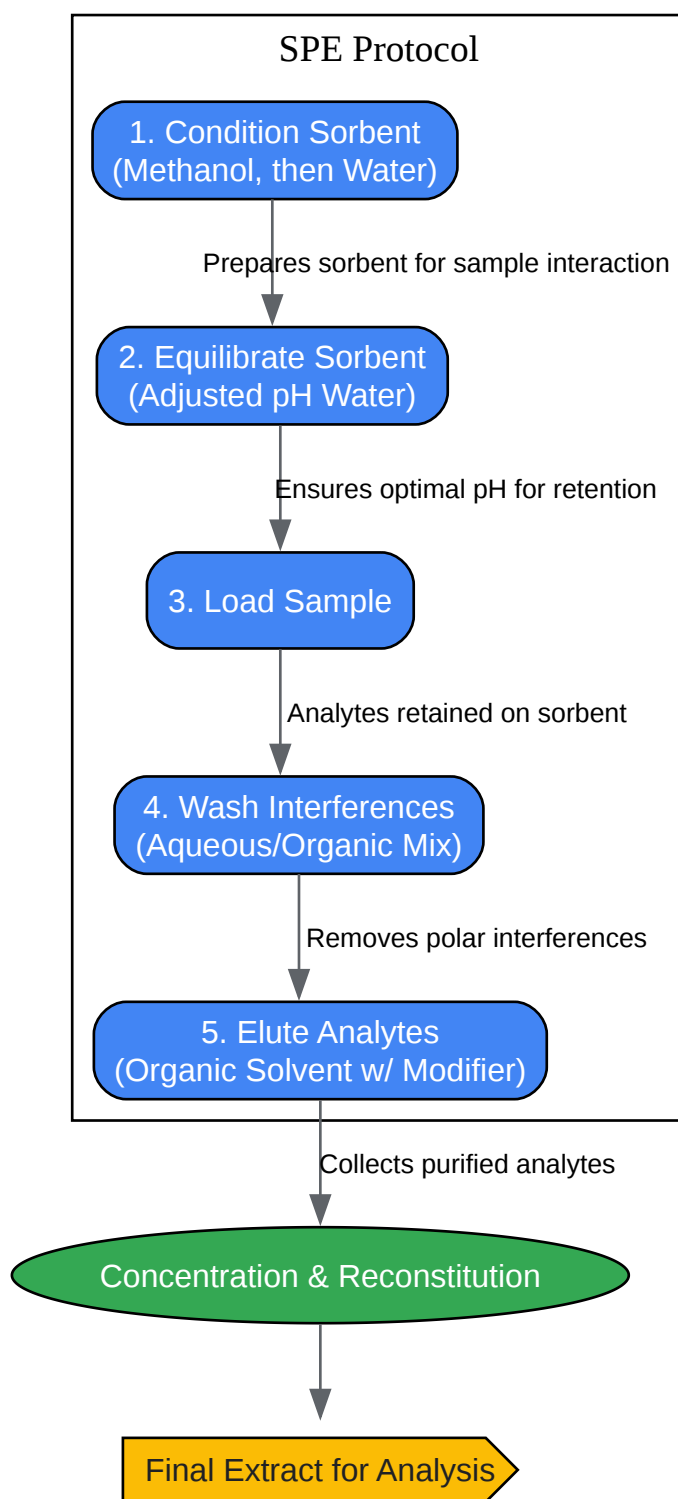 SPE Protocol
1. Condition Sorbent
(Methanol, then Water)
Prepares sorbent for sample interaction
2. Equilibrate Sorbent
(Adjusted pH Water)
Ensures optimal pH for retention
3. Load Sample
Analytes retained on sorbent
4. Wash Interferences
(Aqueous/Organic Mix)
Removes polar interferences
5. Elute Analytes
(Organic Solvent w/ Modifier)
Collects purified analytes
Concentration & Reconstitution
Final Extract for Analysis